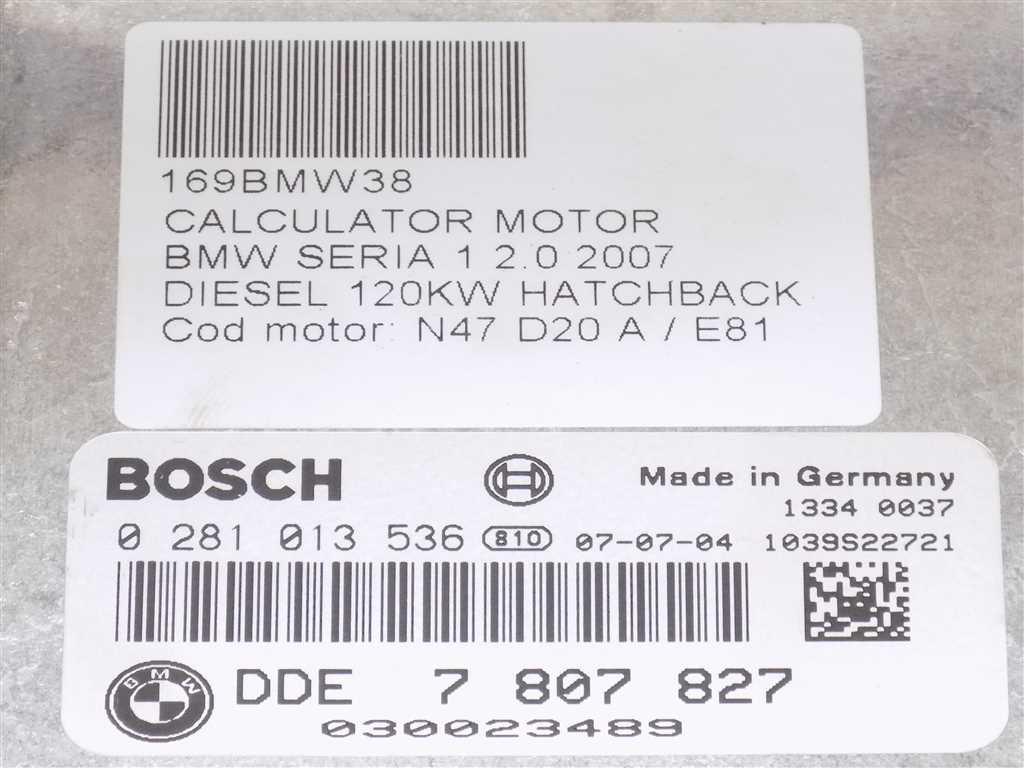 169BMW38
CALCULATOR MOTOR
BMW SERIA 1 2.0 2007
DIESEL 120KW HATCHBACK
Cod motor: N47 D20 A / E81
BOSCH Made in Germany
1334 0037
0 281 013 536 810 07-07-04 1039S22721
BMW DDE 7 807 827
030023489